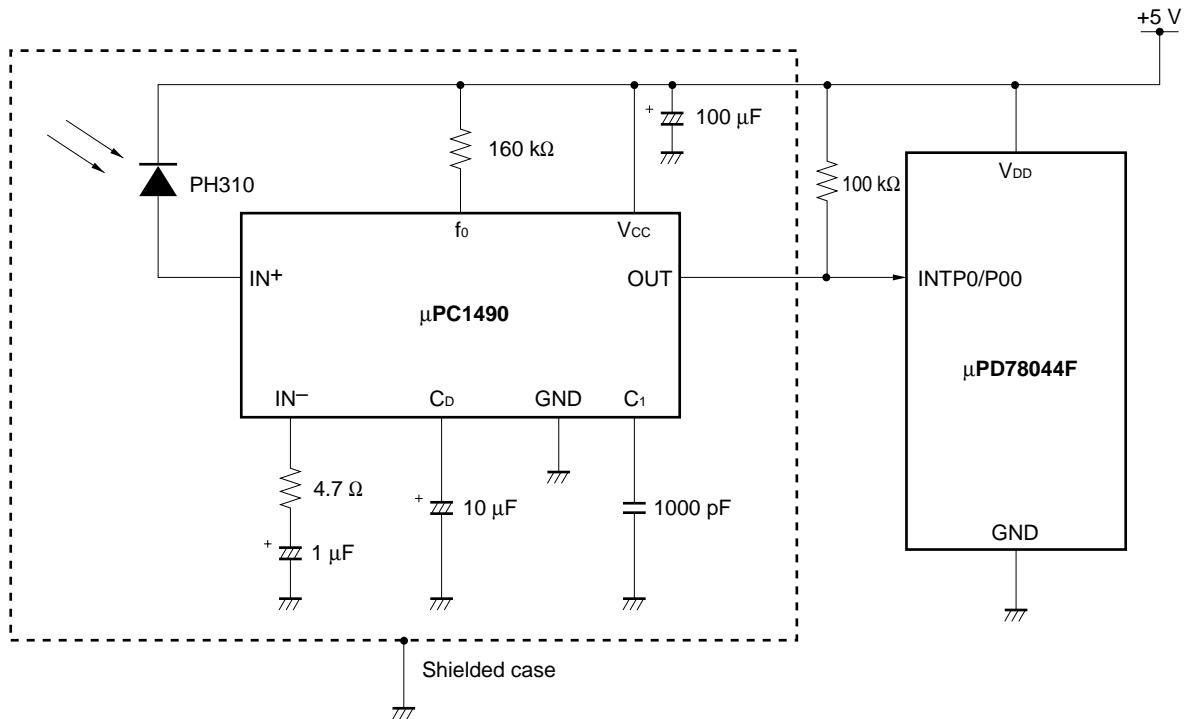 +5 V
+
100 μF
160 kΩ
PH310
100 kΩ
VDD
f0
VCC
IN+
OUT
INTP0/P00
μPC1490
μPD78044F
IN–
CD
GND
C1
4.7 Ω
+
10 μF
1000 pF
+
1 μF
GND
Shielded case